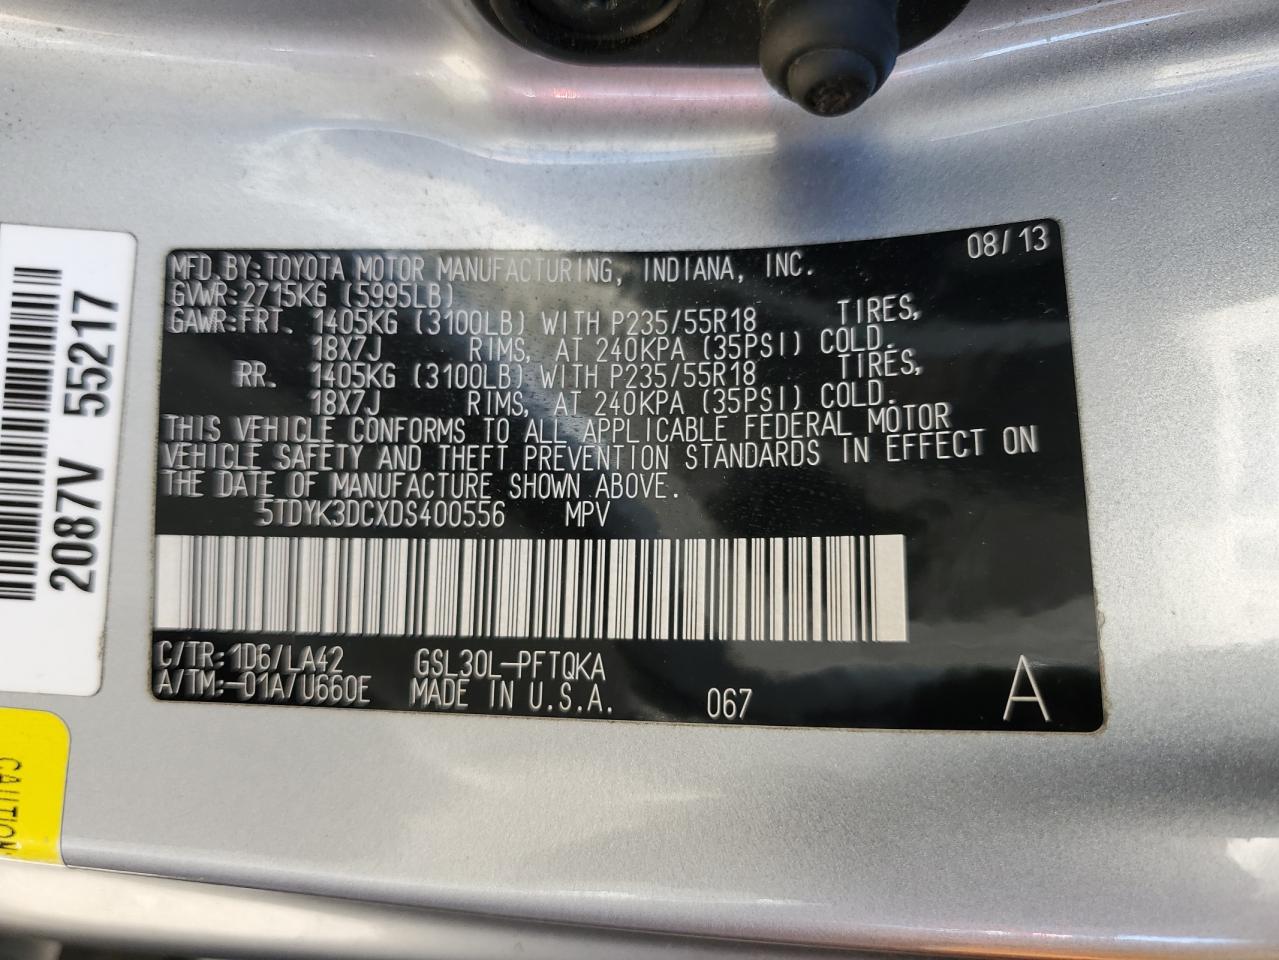 08/13
MFD.BY:TOYOTA MOTOR MANUFACTURING, INDIANA, INC.
GVWR:2715KG (5995LB)
GAWR:FRT. 1405KG (3100LB) WITH P235/55R18 TIRES,
18X7J RIMS, AT 240KPA (35PSI) COLD.
RR. 1405KG (3100LB) WITH P235/55R18 TIRES,
18X7J RIMS, AT 240KPA (35PSI) COLD.
THIS VEHICLE CONFORMS TO ALL APPLICABLE FEDERAL MOTOR
VEHICLE SAFETY AND THEFT PREVENTION STANDARDS IN EFFECT ON
THE DATE OF MANUFACTURE SHOWN ABOVE.
5TDYK3DCXDS400556 MPV
C/TR:1D6/LA42 GSL30L-PFTQKA
A/TM:-01A/U660E MADE IN U.S.A. 067 A
2087V 55217
CAUTION